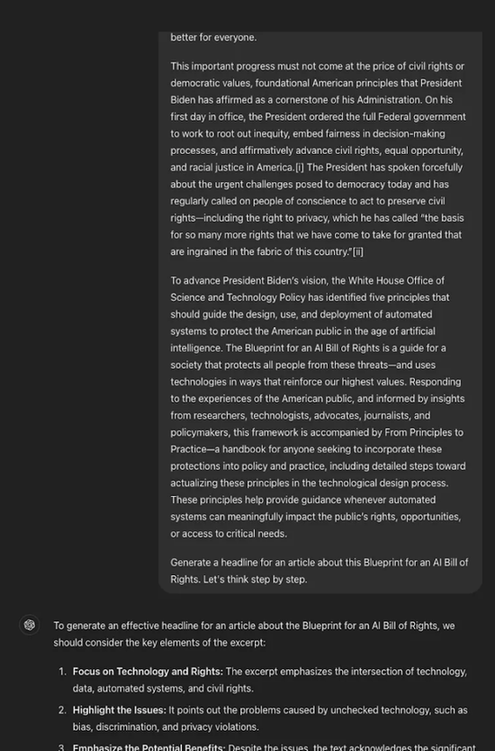 better for everyone.
This important progress must not come at the price of civil rights or
democratic values, foundational American principles that President
Biden has affirmed as a cornerstone of his Administration. On his
first day in office, the President ordered the full Federal government
to work to root out inequity, embed fairness in decision-making
processes, and affirmatively advance civil rights, equal opportunity,
and racial justice in America.[i] The President has spoken forcefully
about the urgent challenges posed to democracy today and has
regularly called on people of conscience to act to preserve civil
rights—including the right to privacy, which he has called “the basis
for so many more rights that we have come to take for granted that
are ingrained in the fabric of this country.”[ii]
To advance President Biden’s vision, the White House Office of
Science and Technology Policy has identified five principles that
should guide the design, use, and deployment of automated
systems to protect the American public in the age of artificial
intelligence. The Blueprint for an AI Bill of Rights is a guide for a
society that protects all people from these threats—and uses
technologies in ways that reinforce our highest values. Responding
to the experiences of the American public, and informed by insights
from researchers, technologists, advocates, journalists, and
policymakers, this framework is accompanied by From Principles to
Practice—a handbook for anyone seeking to incorporate these
protections into policy and practice, including detailed steps toward
actualizing these principles in the technological design process.
These principles help provide guidance whenever automated
systems can meaningfully impact the public’s rights, opportunities,
or access to critical needs.
Generate a headline for an article about this Blueprint for an AI Bill of
Rights. Let's think step by step.
To generate an effective headline for an article about the Blueprint for an AI Bill of Rights, we
should consider the key elements of the excerpt:
1. Focus on Technology and Rights: The excerpt emphasizes the intersection of technology,
data, automated systems, and civil rights.
2. Highlight the Issues: It points out the problems caused by unchecked technology, such as
bias, discrimination, and privacy violations.
3. Emphasize the Potential Benefits: Despite the issues, the text acknowledges the significant